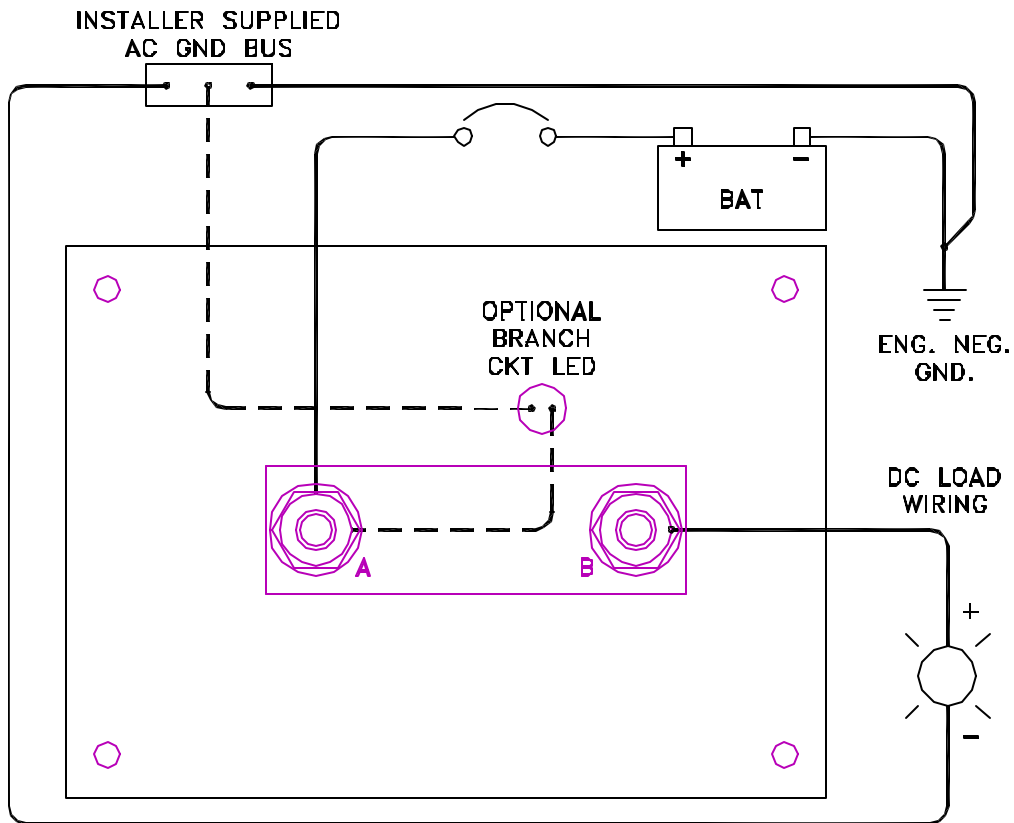 INSTALLER SUPPLIED
AC GND BUS
+
-
BAT
OPTIONAL
BRANCH
CKT LED
ENG. NEG.
GND.
DC LOAD
WIRING
A
B
+
-